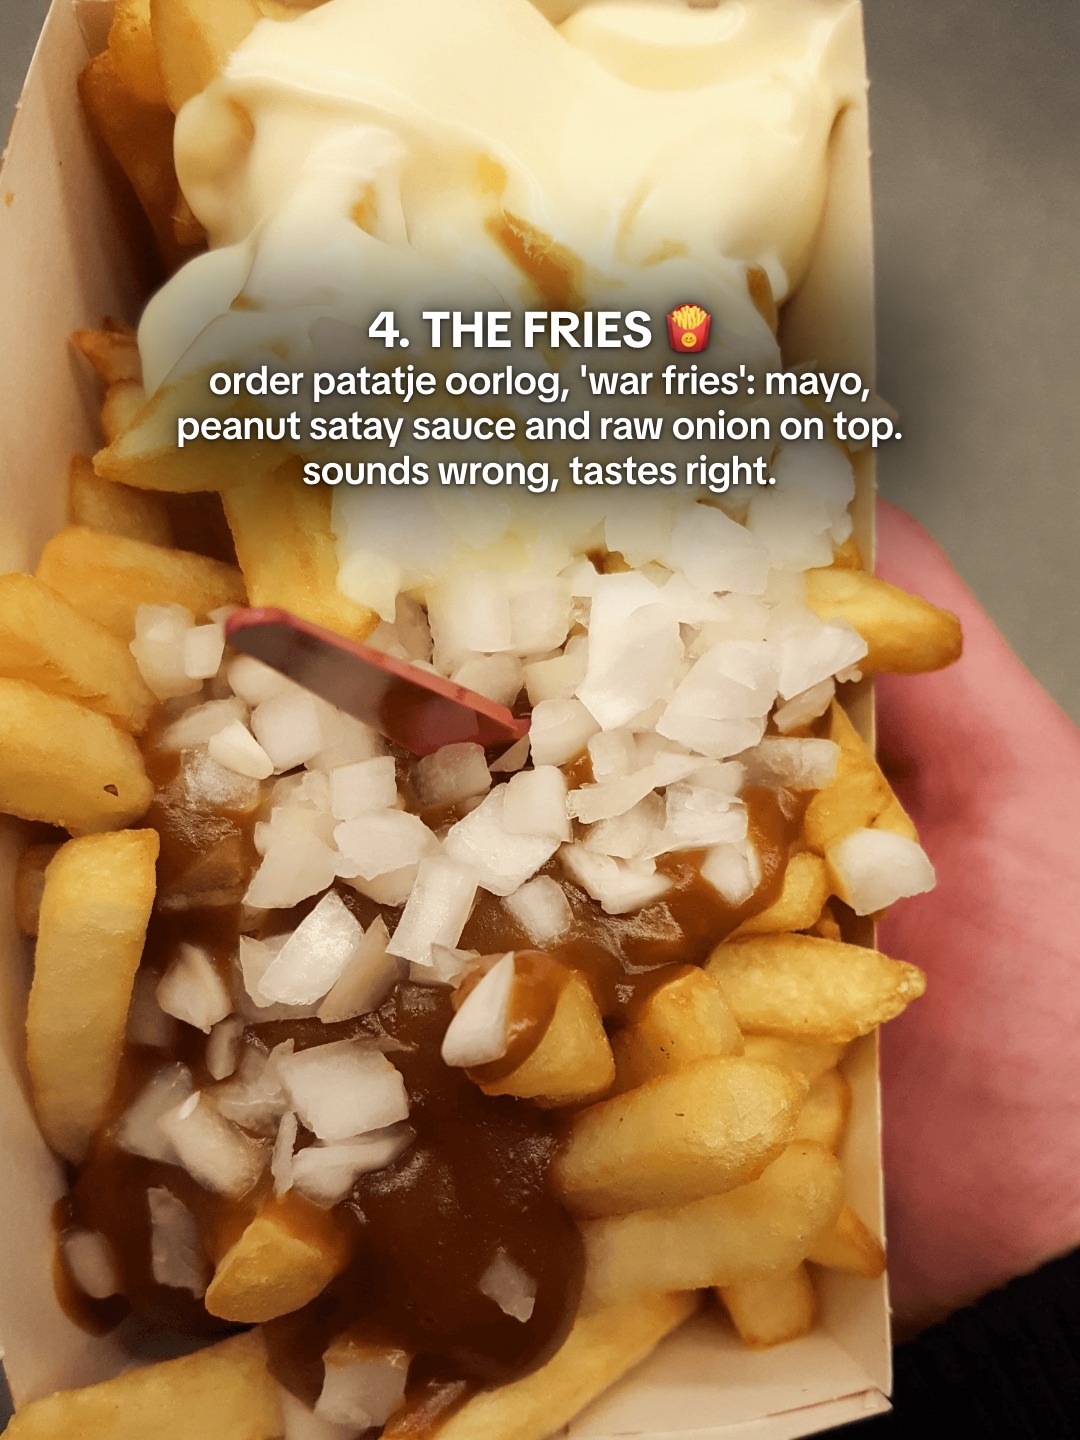 4. THE FRIES 🍟
order patatje oorlog, 'war fries': mayo,
peanut satay sauce and raw onion on top.
sounds wrong, tastes right.